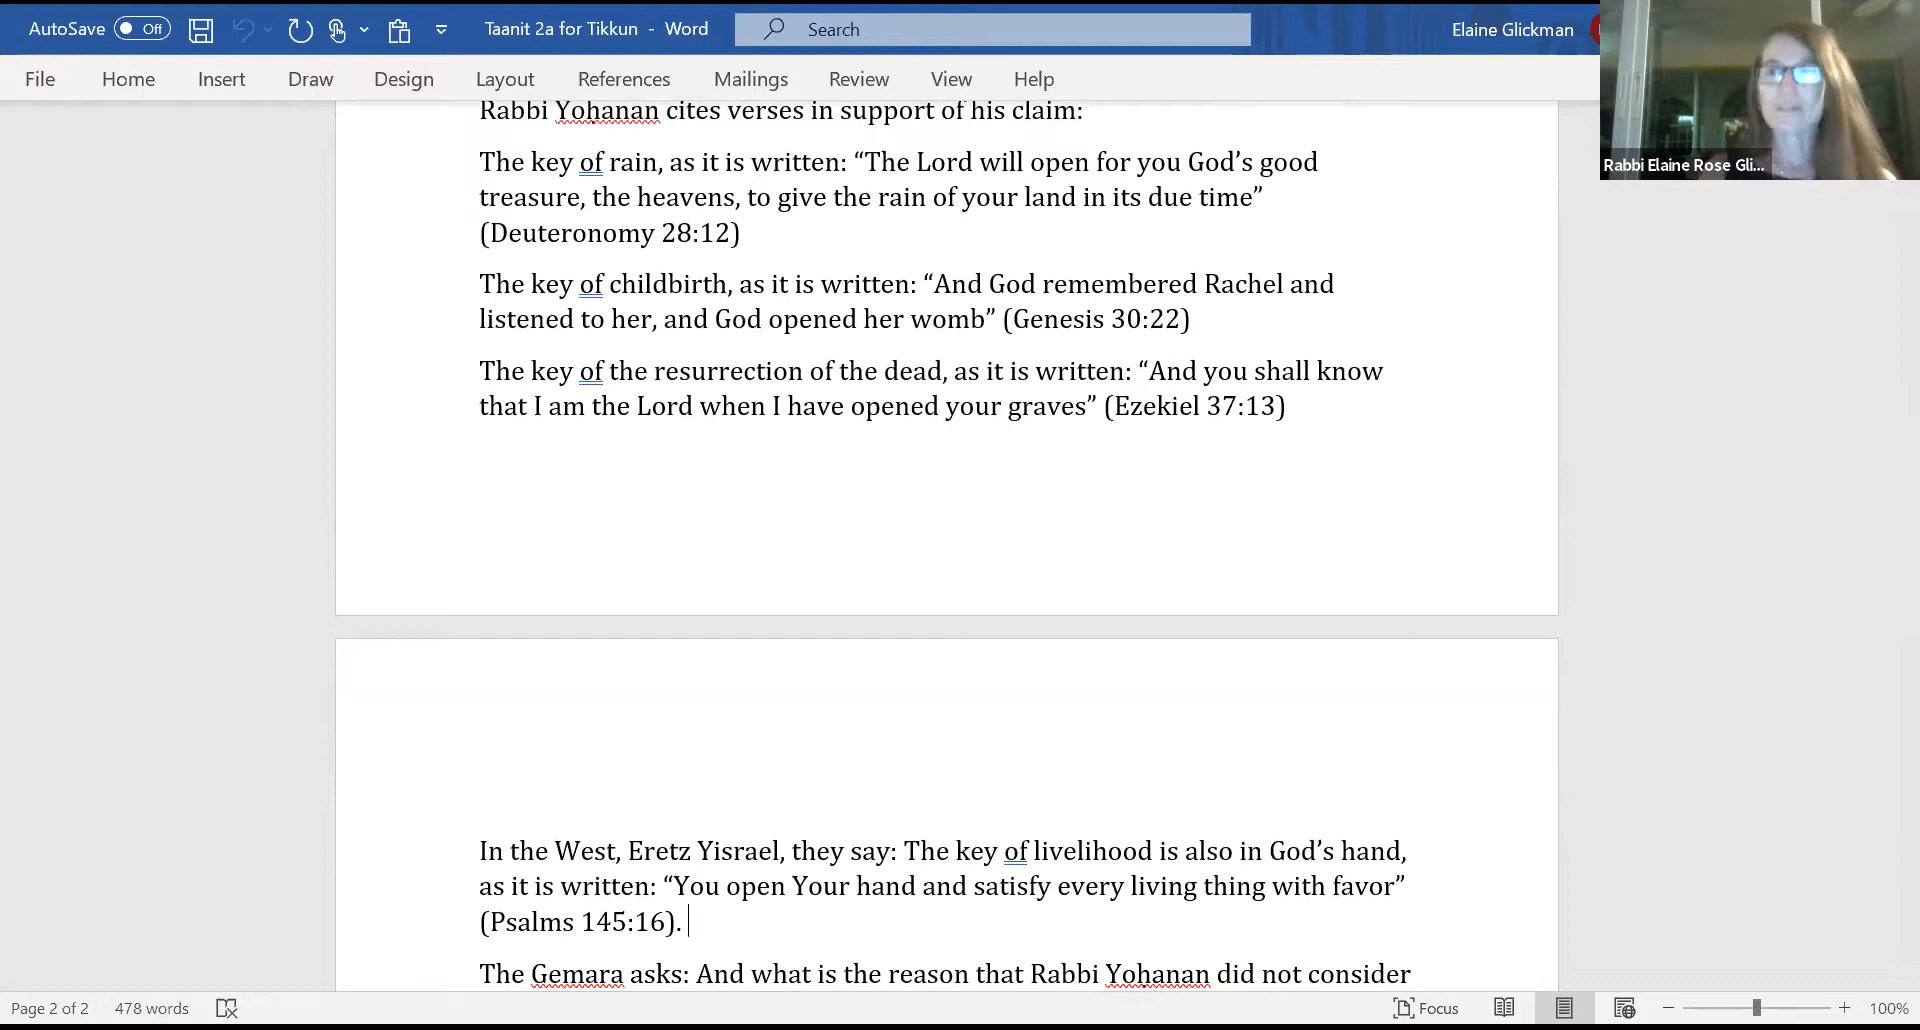 AutoSave Off Taanit 2a for Tikkun - Word Search Elaine Glickman
File Home Insert Draw Design Layout References Mailings Review View Help
Rabbi Elaine Rose Gli...
Rabbi Yohanan cites verses in support of his claim:
The key of rain, as it is written: “The Lord will open for you God’s good
treasure, the heavens, to give the rain of your land in its due time”
(Deuteronomy 28:12)
The key of childbirth, as it is written: “And God remembered Rachel and
listened to her, and God opened her womb” (Genesis 30:22)
The key of the resurrection of the dead, as it is written: “And you shall know
that I am the Lord when I have opened your graves” (Ezekiel 37:13)
In the West, Eretz Yisrael, they say: The key of livelihood is also in God’s hand,
as it is written: “You open Your hand and satisfy every living thing with favor”
(Psalms 145:16).
The Gemara asks: And what is the reason that Rabbi Yohanan did not consider
Page 2 of 2 478 words Focus 100%